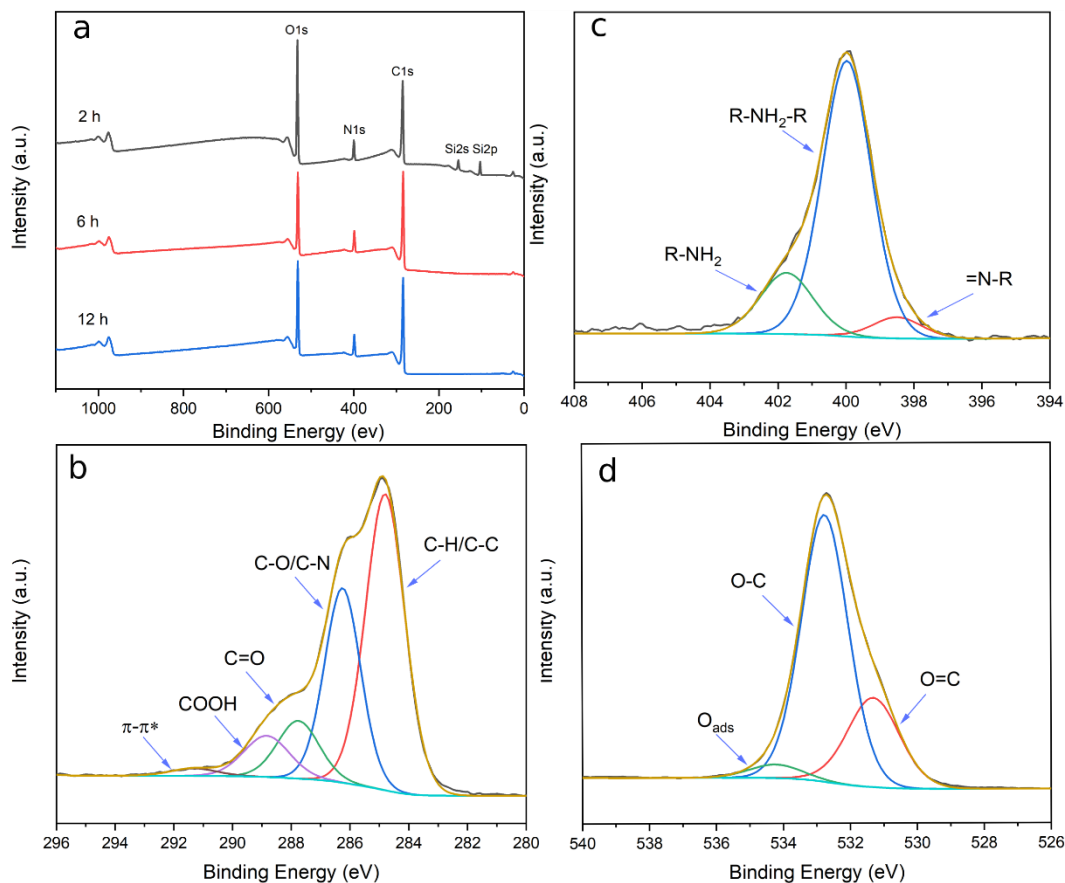 a
O1s
C1s
N1s
Si2s Si2p
2 h
6 h
12 h
Intensity (a.u.)
1000 800 600 400 200 0
Binding Energy (ev)
c
R-NH2-R
R-NH2
=N-R
Intensity (a.u.)
408 406 404 402 400 398 396 394
Binding Energy (eV)
b
C-H/C-C
C-O/C-N
C=O
COOH
π-π*
Intensity (a.u.)
296 294 292 290 288 286 284 282 280
Binding Energy (eV)
d
O-C
O=C
Oads
Intensity (a.u.)
540 538 536 534 532 530 528 526
Binding Energy (eV)